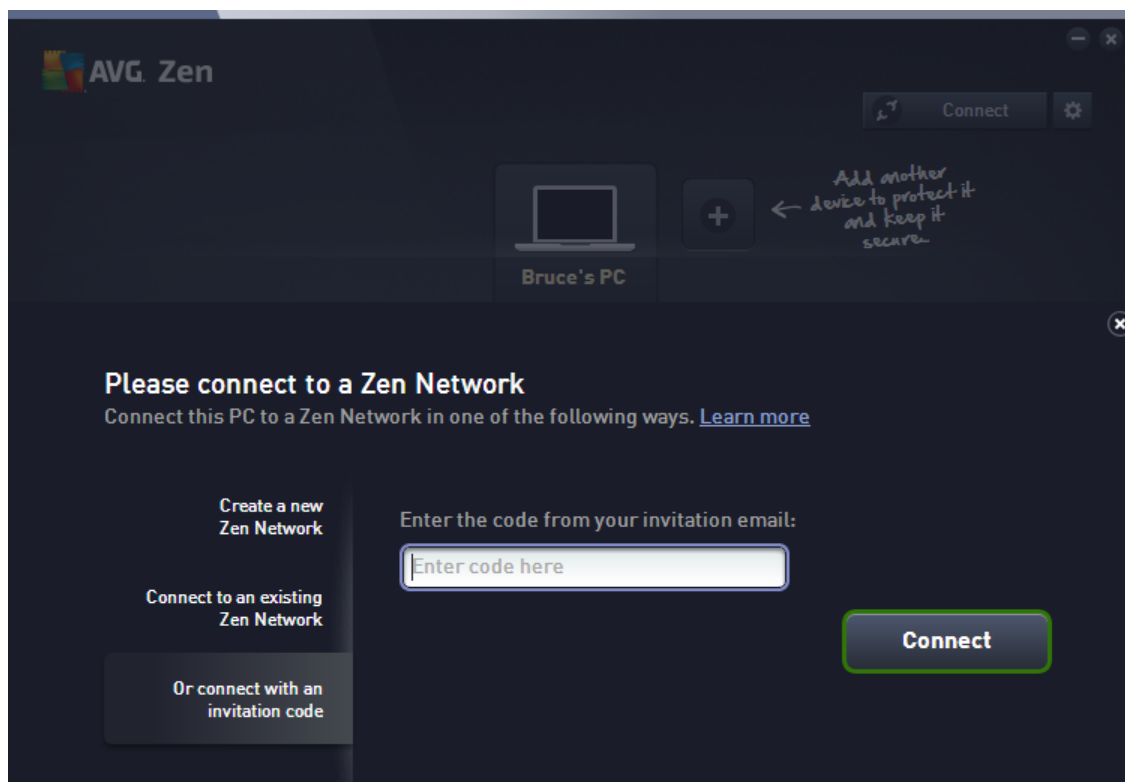 AVG. Zen
Connect
Add another
device to protect it
and keep it
secure...
Bruce's PC
Please connect to a Zen Network
Connect this PC to a Zen Network in one of the following ways. Learn more
Create a new
Zen Network
Enter the code from your invitation email:
Enter code here
Connect to an existing
Zen Network
Connect
Or connect with an
invitation code